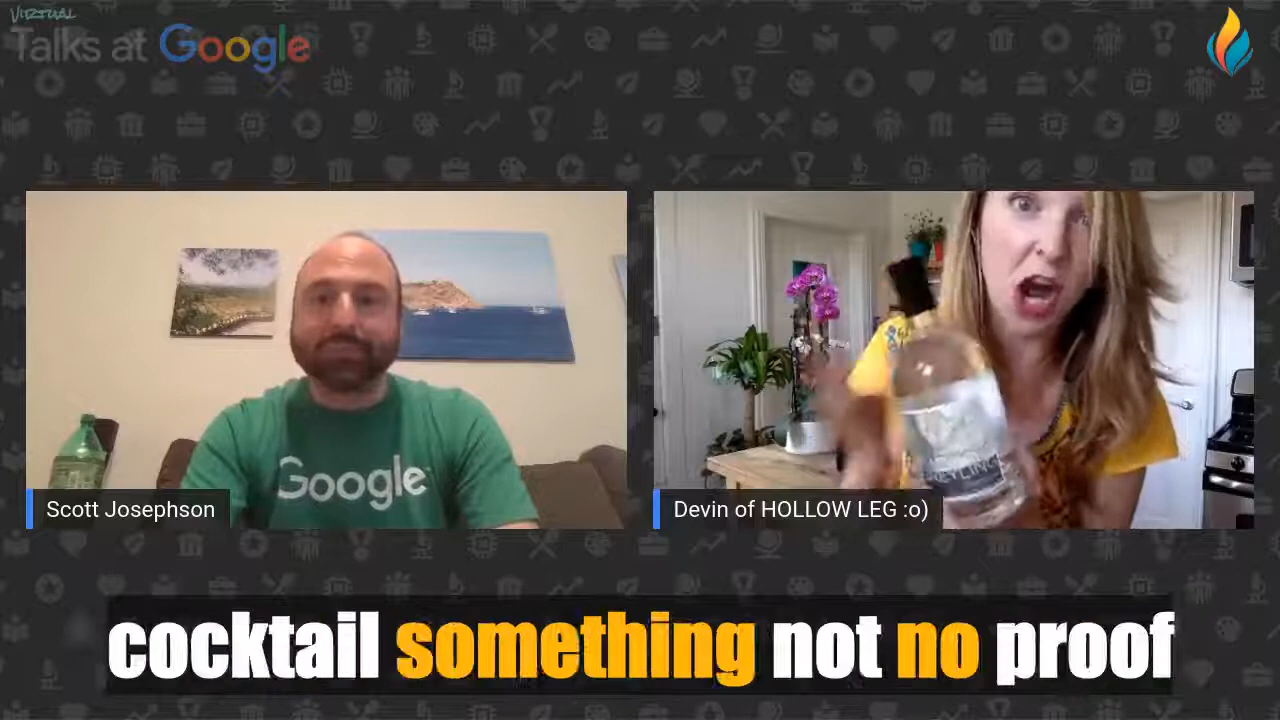 VIRTUAL
Talks at Google
Google
Scott Josephson
Devin of HOLLOW LEG :o)
cocktail something not no proof